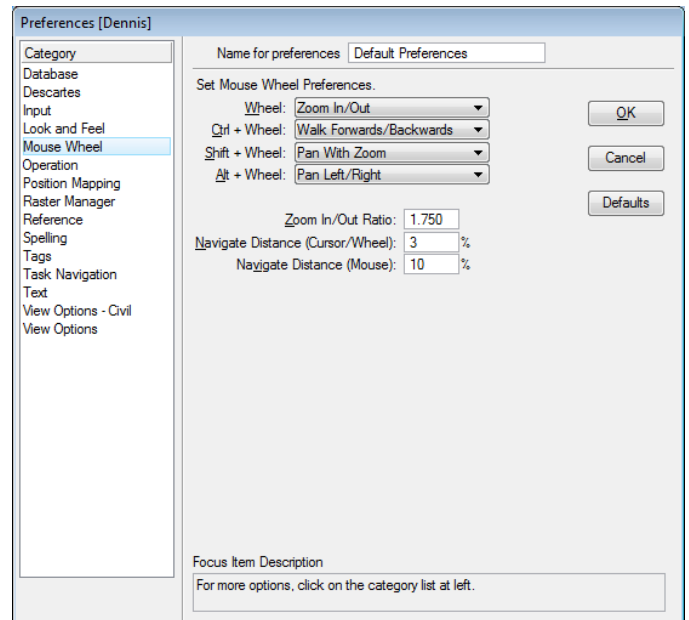 Preferences [Dennis]
Category
Database
Descartes
Input
Look and Feel
Mouse Wheel
Operation
Position Mapping
Raster Manager
Reference
Spelling
Tags
Task Navigation
Text
View Options - Civil
View Options
Name for preferences Default Preferences
Set Mouse Wheel Preferences.
Wheel: Zoom In/Out
Ctrl + Wheel: Walk Forwards/Backwards
Shift + Wheel: Pan With Zoom
Alt + Wheel: Pan Left/Right
Zoom In/Out Ratio: 1.750
Navigate Distance (Cursor/Wheel): 3 %
Navigate Distance (Mouse): 10 %
OK
Cancel
Defaults
Focus Item Description
For more options, click on the category list at left.